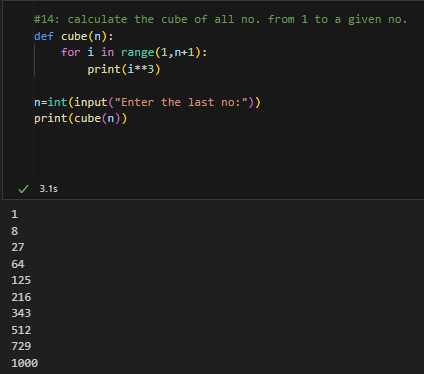 #14: calculate the cube of all no. from 1 to a given no.
def cube(n):
    for i in range(1,n+1):
        print(i**3)

n=int(input("Enter the last no:"))
print(cube(n))
✓ 3.1s
1
8
27
64
125
216
343
512
729
1000